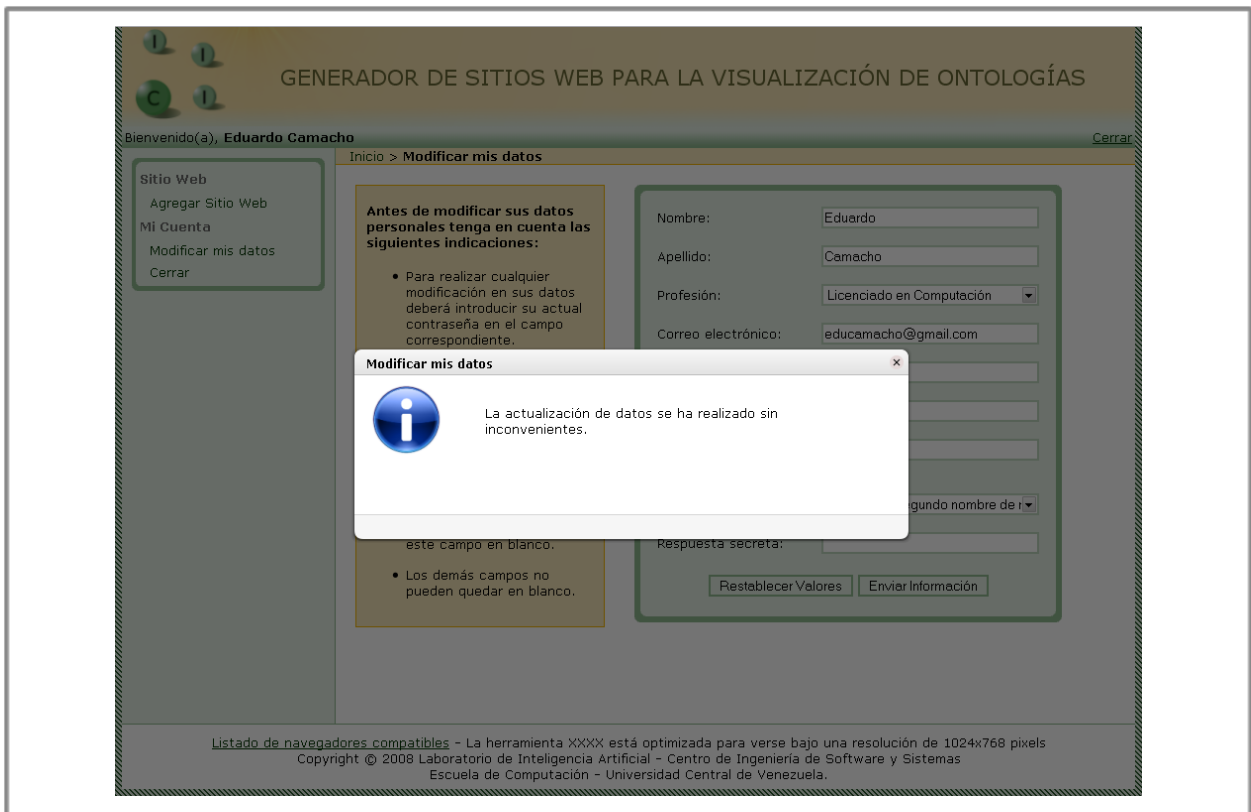 I
I
C
I
GENERADOR DE SITIOS WEB PARA LA VISUALIZACIÓN DE ONTOLOGÍAS
Bienvenido(a), Eduardo Camacho
Cerrar
Sitio Web
Agregar Sitio Web
Mi Cuenta
Modificar mis datos
Cerrar
Inicio > Modificar mis datos
Antes de modificar sus datos
personales tenga en cuenta las
siguientes indicaciones:
• Para realizar cualquier
modificación en sus datos
deberá introducir su actual
contraseña en el campo
correspondiente.
este campo en blanco.
• Los demás campos no
pueden quedar en blanco.
Nombre: Eduardo
Apellido: Camacho
Profesión: Licenciado en Computación
Correo electrónico: educamacho@gmail.com
egundo nombre de
Respuesta secreta:
Restablecer Valores Enviar Información
Modificar mis datos
La actualización de datos se ha realizado sin
inconvenientes.
Listado de navegadores compatibles - La herramienta XXXX está optimizada para verse bajo una resolución de 1024x768 pixels
Copyright © 2008 Laboratorio de Inteligencia Artificial - Centro de Ingeniería de Software y Sistemas
Escuela de Computación - Universidad Central de Venezuela.